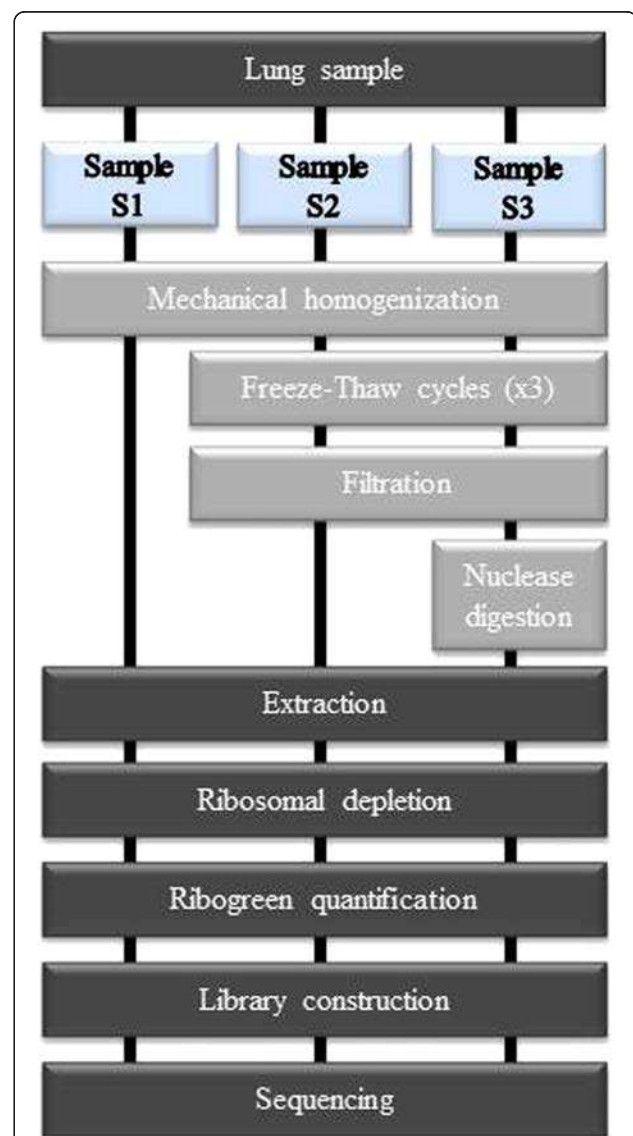 Lung sample
Sample Sample Sample
S1 S2 S3
Mechanical homogenization
Freeze-Thaw cycles (x3)
Filtration
Nuclease
digestion
Extraction
Ribosomal depletion
Ribogreen quantification
Library construction
Sequencing